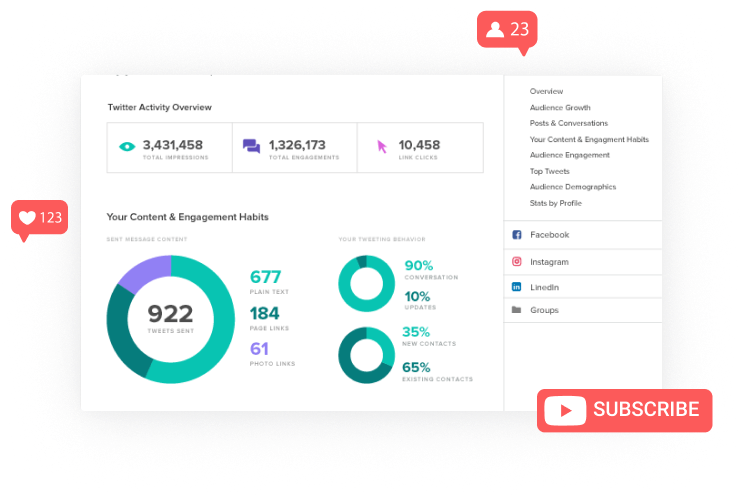 23
Twitter Activity Overview
3,431,458
TOTAL IMPRESSIONS
1,326,173
TOTAL ENGAGEMENTS
10,458
LINK CLICKS
Overview
Audience Growth
Posts & Conversations
Your Content & Engagment Habits
Audience Engagement
Top Tweets
Audience Demographics
Stats by Profile
Facebook
Instagram
LinedIn
Groups
123
Your Content & Engagement Habits
SENT MESSAGE CONTENT
922
TWEETS SENT
677
PLAIN TEXT
184
PAGE LINKS
61
PHOTO LINKS
YOUR TWEETING BEHAVIOR
90%
CONVERSATION
10%
UPDATES
35%
NEW CONTACTS
65%
EXISTING CONTACTS
SUBSCRIBE